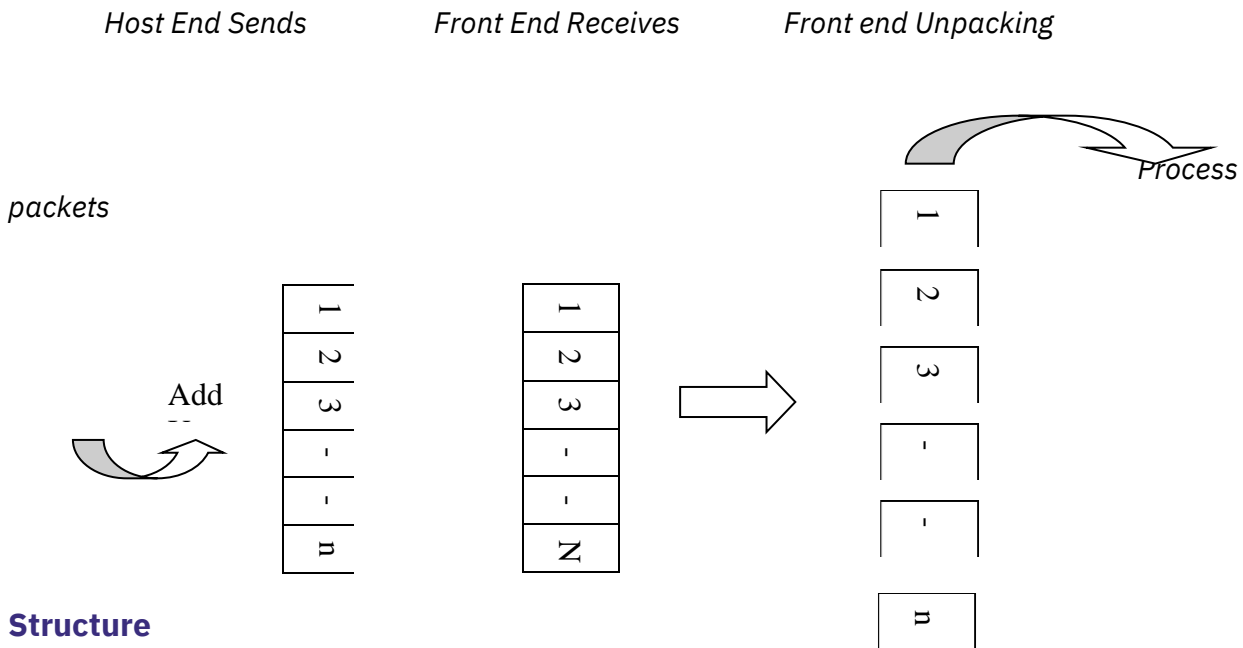 Host End Sends Front End Receives Front end Unpacking
Process
packets
1
2
3
-
-
n
1
2
3
-
-
N
1
2
3
-
-
n
Add
Structure